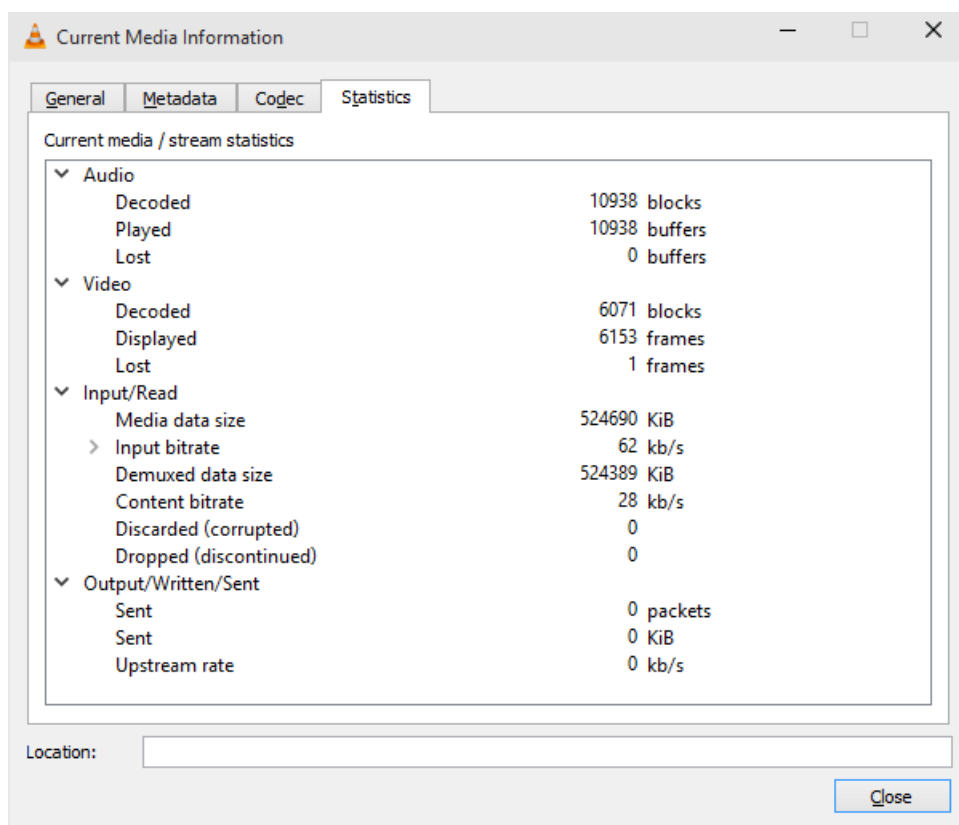 Current Media Information
General Metadata Codec Statistics
Current media / stream statistics
Audio
Decoded 10938 blocks
Played 10938 buffers
Lost 0 buffers
Video
Decoded 6071 blocks
Displayed 6153 frames
Lost 1 frames
Input/Read
Media data size 524690 KiB
Input bitrate 62 kb/s
Demuxed data size 524389 KiB
Content bitrate 28 kb/s
Discarded (corrupted) 0
Dropped (discontinued) 0
Output/Written/Sent
Sent 0 packets
Sent 0 KiB
Upstream rate 0 kb/s
Location:
Close